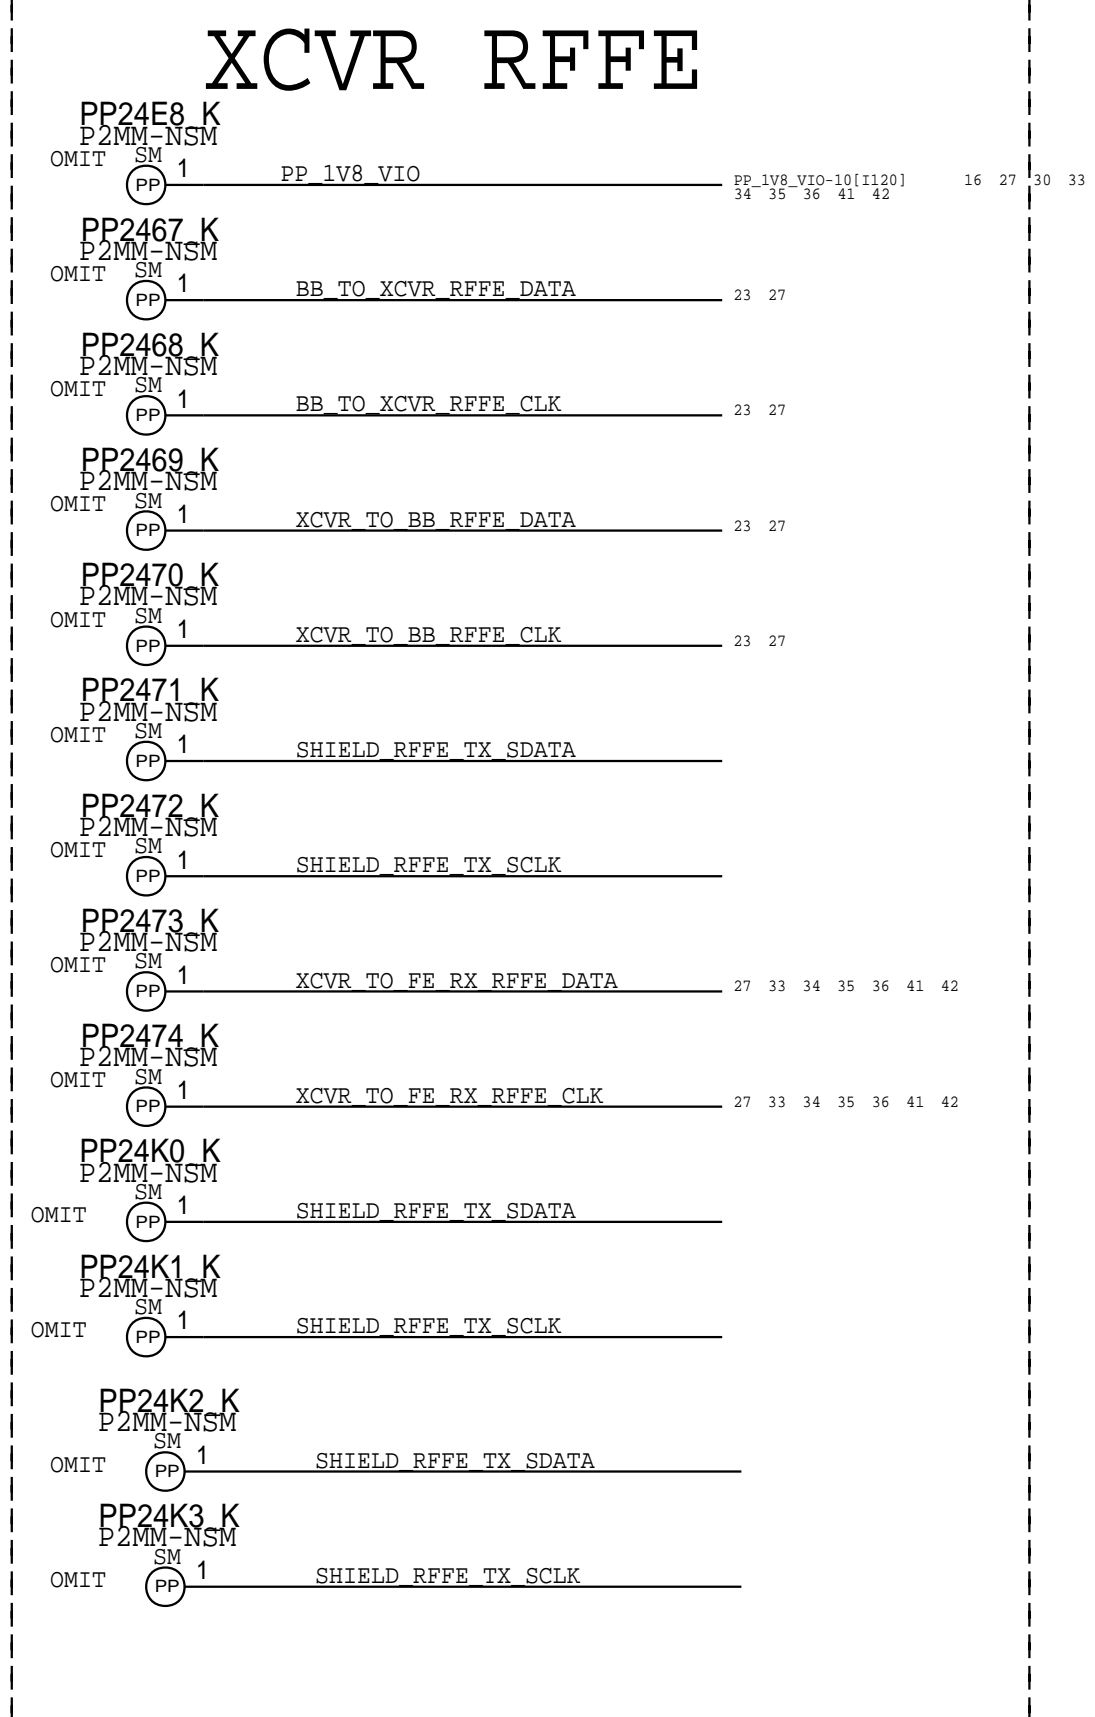 XCVR RFFE
PP24E8_K
P2MM-NSM
OMIT SM 1 PP_1V8_VIO
PP PP_1V8_VIO-10[I120] 16 27 30 33
34 35 36 41 42
PP2467_K
P2MM-NSM
OMIT SM 1 BB_TO_XCVR_RFFE_DATA
PP 23 27
PP2468_K
P2MM-NSM
OMIT SM 1 BB_TO_XCVR_RFFE_CLK
PP 23 27
PP2469_K
P2MM-NSM
OMIT SM 1 XCVR_TO_BB_RFFE_DATA
PP 23 27
PP2470_K
P2MM-NSM
OMIT SM 1 XCVR_TO_BB_RFFE_CLK
PP 23 27
PP2471_K
P2MM-NSM
OMIT SM 1 SHIELD_RFFE_TX_SDATA
PP
PP2472_K
P2MM-NSM
OMIT SM 1 SHIELD_RFFE_TX_SCLK
PP
PP2473_K
P2MM-NSM
OMIT SM 1 XCVR_TO_FE_RX_RFFE_DATA
PP 27 33 34 35 36 41 42
PP2474_K
P2MM-NSM
OMIT SM 1 XCVR_TO_FE_RX_RFFE_CLK
PP 27 33 34 35 36 41 42
PP24K0_K
P2MM-NSM
SM 1 SHIELD_RFFE_TX_SDATA
OMIT PP
PP24K1_K
P2MM-NSM
SM 1 SHIELD_RFFE_TX_SCLK
OMIT PP
PP24K2_K
P2MM-NSM
SM 1 SHIELD_RFFE_TX_SDATA
OMIT PP
PP24K3_K
P2MM-NSM
SM 1 SHIELD_RFFE_TX_SCLK
OMIT PP